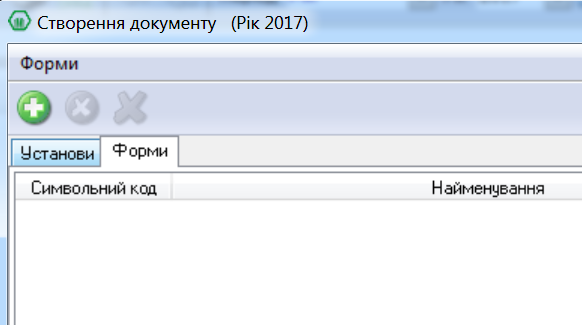 Створення документу (Рік 2017)
Форми
Установи Форми
Символьний код Найменування